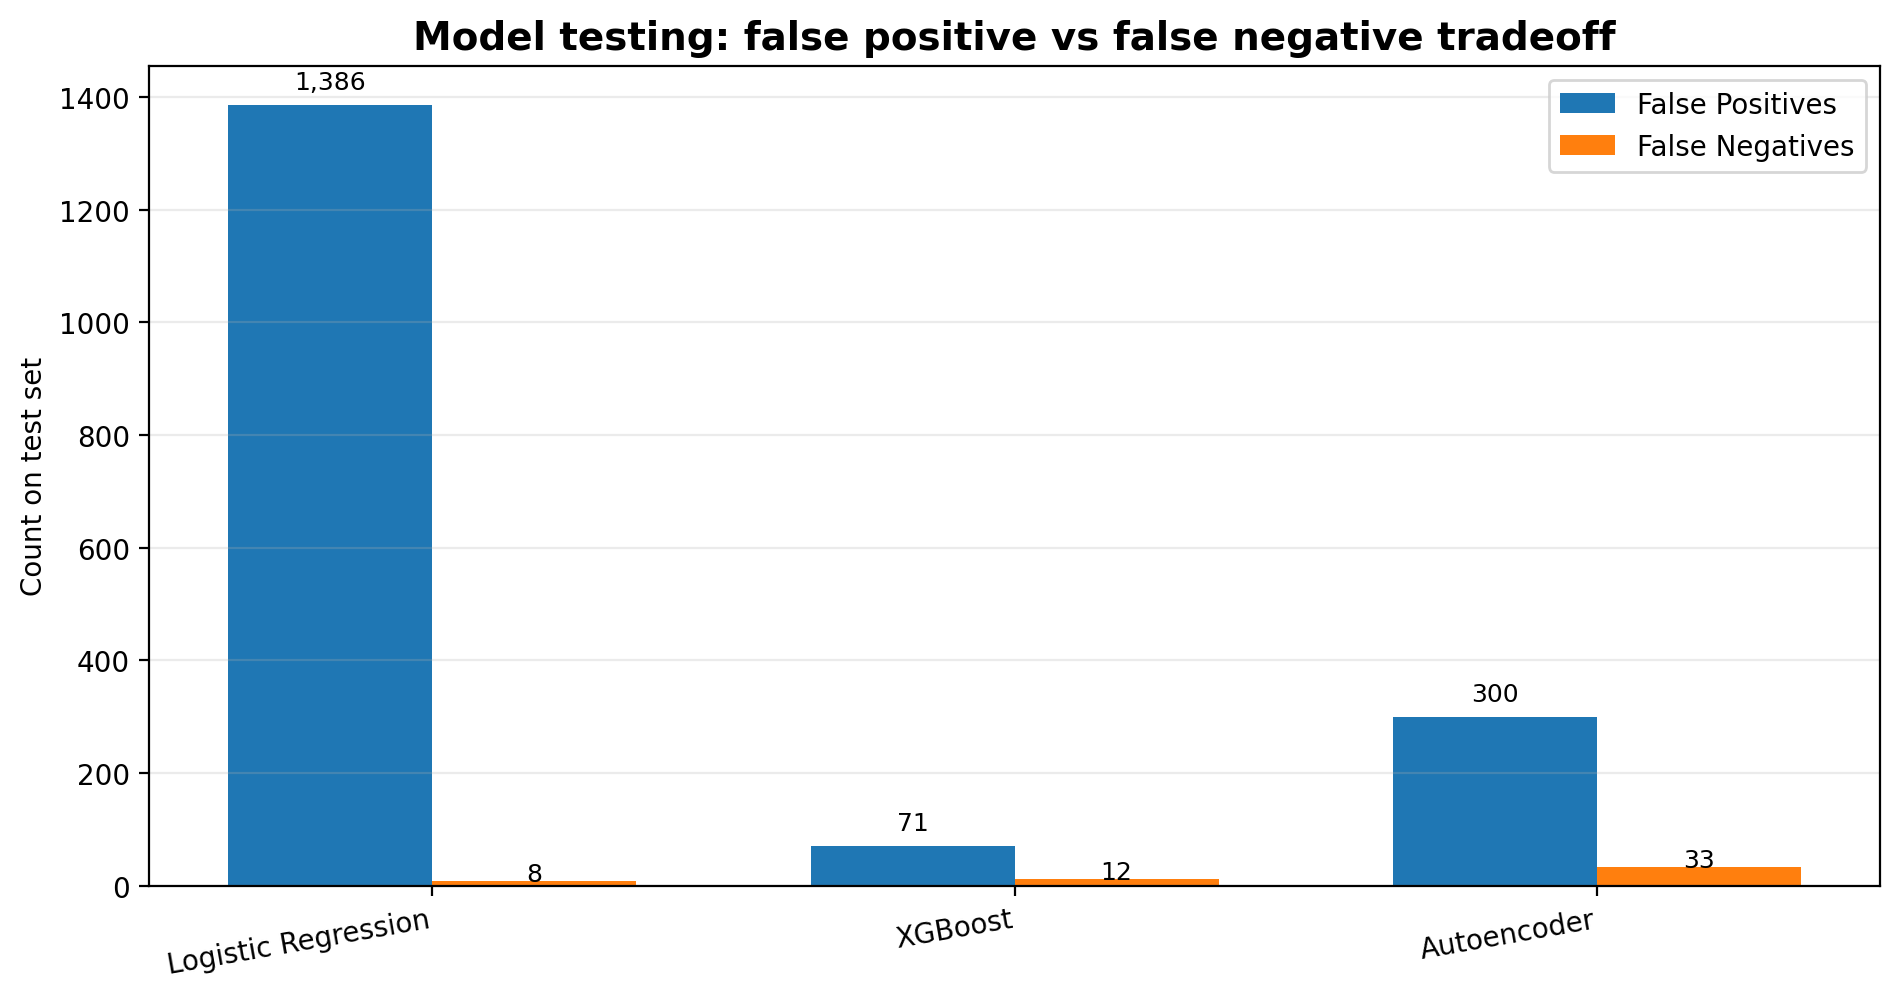 Model testing: false positive vs false negative tradeoff
1,386
1400
False Positives
False Negatives
1200
1000
Count on test set
800
600
400
300
200
71
33
8
12
0
Logistic Regression
XGBoost
Autoencoder